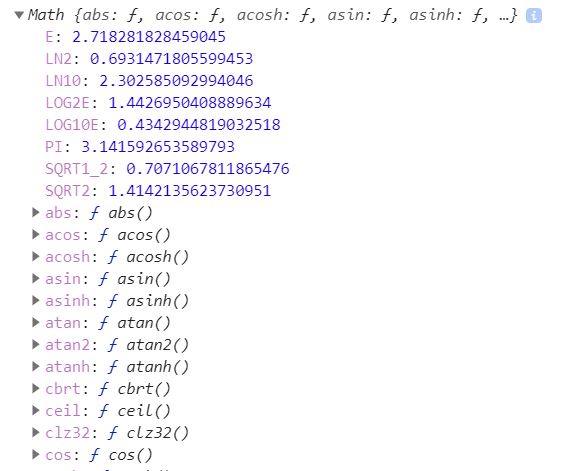 Math {abs: ƒ, acos: ƒ, acosh: ƒ, asin: ƒ, asinh: ƒ, …} i
E: 2.718281828459045
LN2: 0.6931471805599453
LN10: 2.302585092994046
LOG2E: 1.4426950408889634
LOG10E: 0.4342944819032518
PI: 3.141592653589793
SQRT1_2: 0.7071067811865476
SQRT2: 1.4142135623730951
abs: ƒ abs()
acos: ƒ acos()
acosh: ƒ acosh()
asin: ƒ asin()
asinh: ƒ asinh()
atan: ƒ atan()
atan2: ƒ atan2()
atanh: ƒ atanh()
cbrt: ƒ cbrt()
ceil: ƒ ceil()
clz32: ƒ clz32()
cos: ƒ cos()